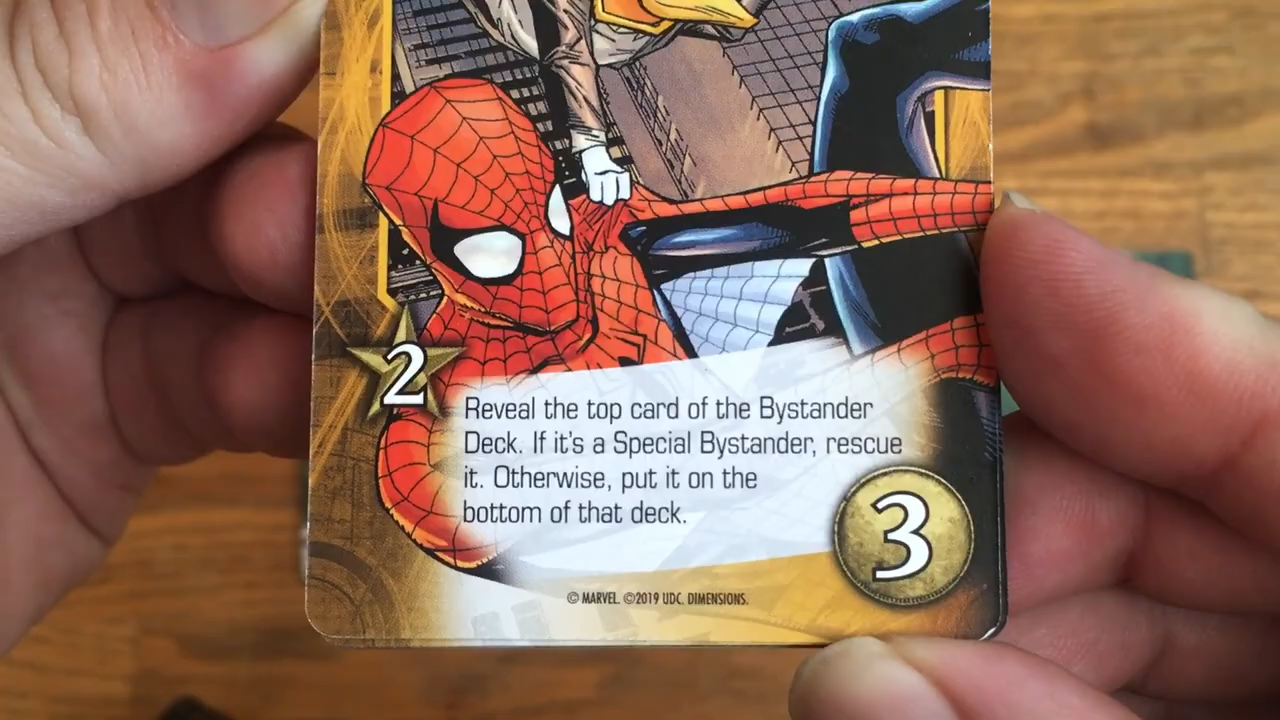 2
Reveal the top card of the Bystander
Deck. If it's a Special Bystander, rescue
it. Otherwise, put it on the
bottom of that deck.
3
© MARVEL. ©2019 UDC. DIMENSIONS.